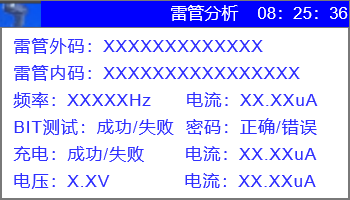 雷管分析 08：25：36
雷管外码：XXXXXXXXXXXXX
雷管内码：XXXXXXXXXXXXXXXX
频率：XXXXXHz 电流：XX.XXuA
BIT测试：成功/失败 密码：正确/错误
充电：成功/失败 电流：XX.XXuA
电压：X.XV 电流：XX.XXuA